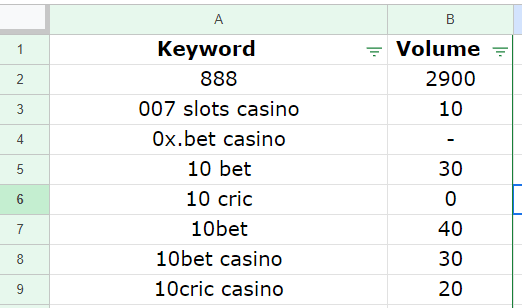 A B
1 Keyword Volume
2 888 2900
3 007 slots casino 10
4 0x.bet casino -
5 10 bet 30
6 10 cric 0
7 10bet 40
8 10bet casino 30
9 10cric casino 20